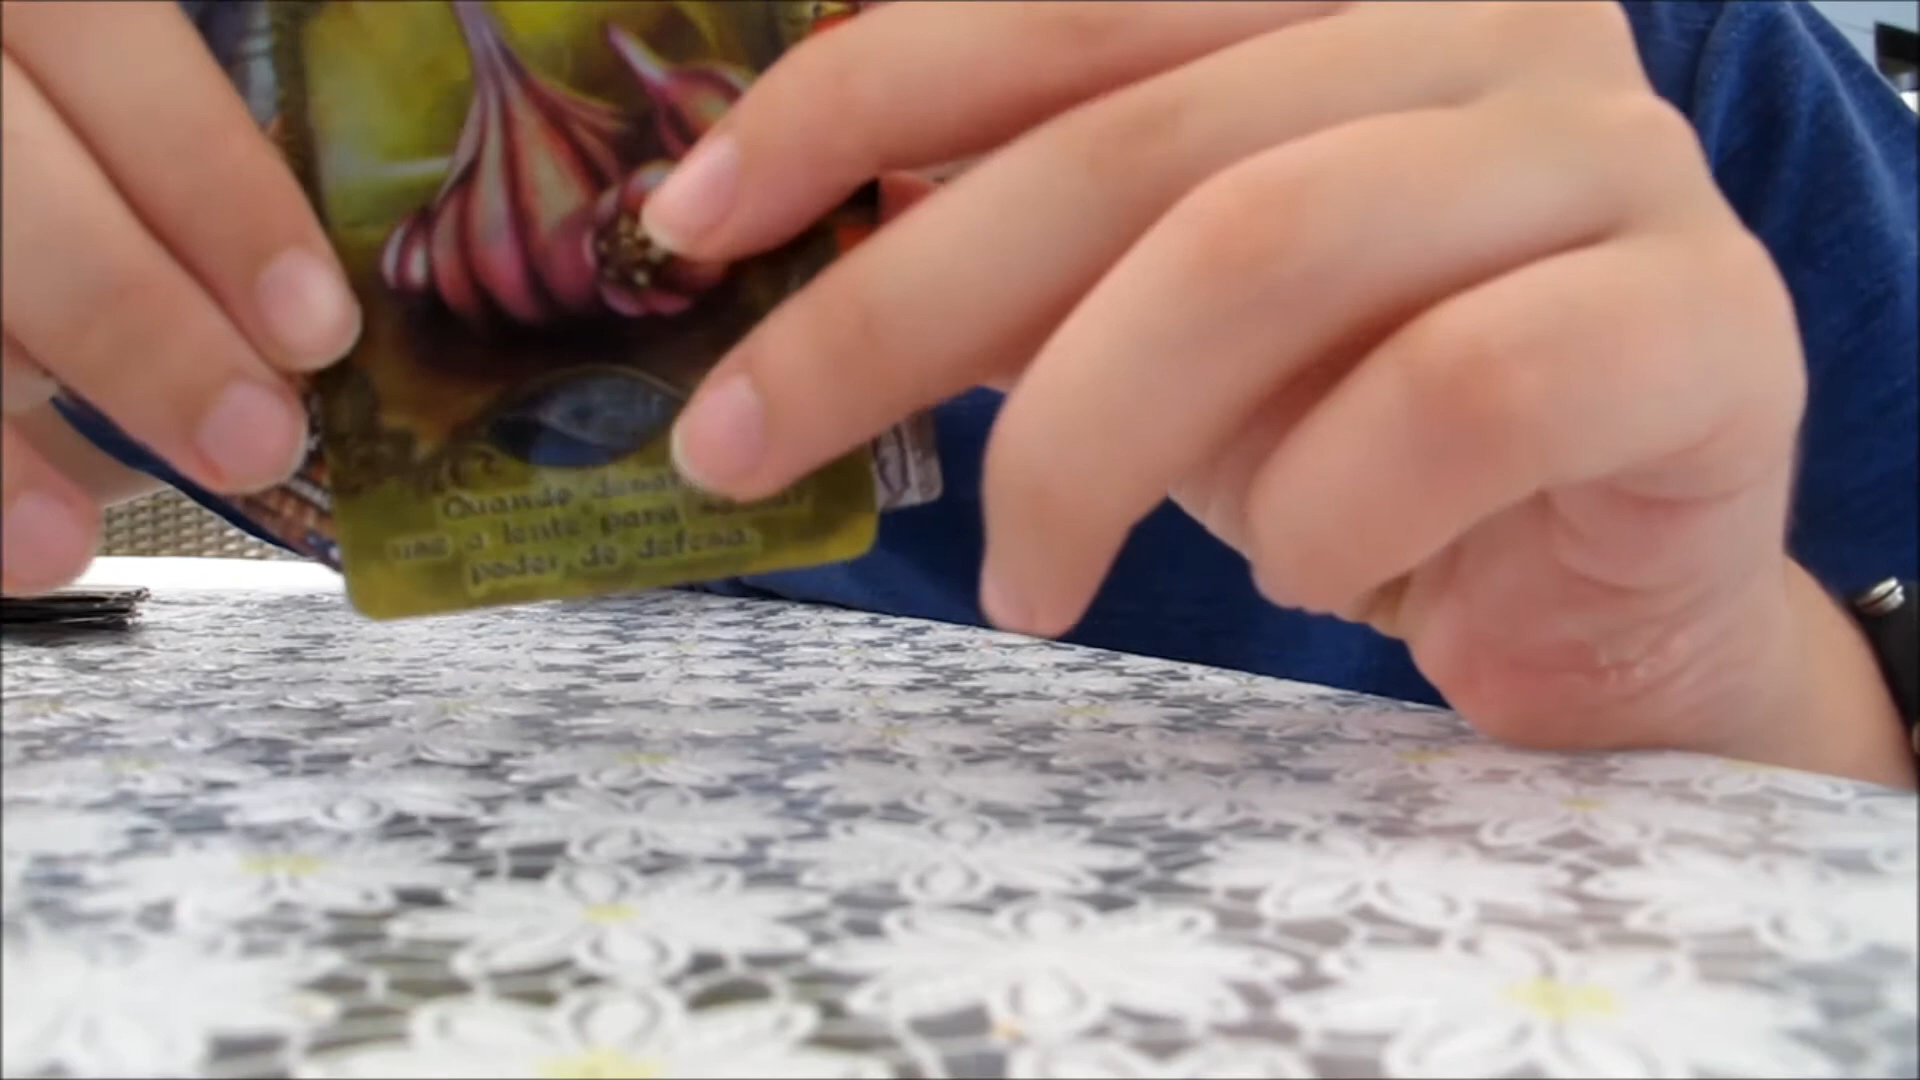 Quando
use a lente para
poder de defesa.